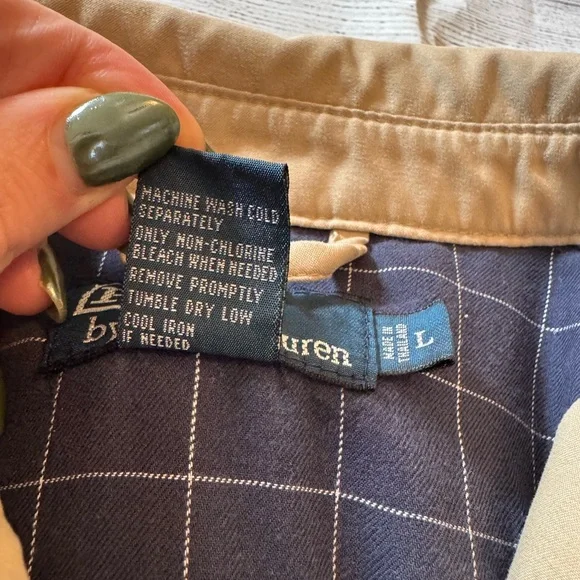 MACHINE WASH COLD
SEPARATELY
ONLY NON-CHLORINE
BLEACH WHEN NEEDED
REMOVE PROMPTLY
TUMBLE DRY LOW
COOL IRON
IF NEEDED
by
uren
MADE IN
THAILAND
L